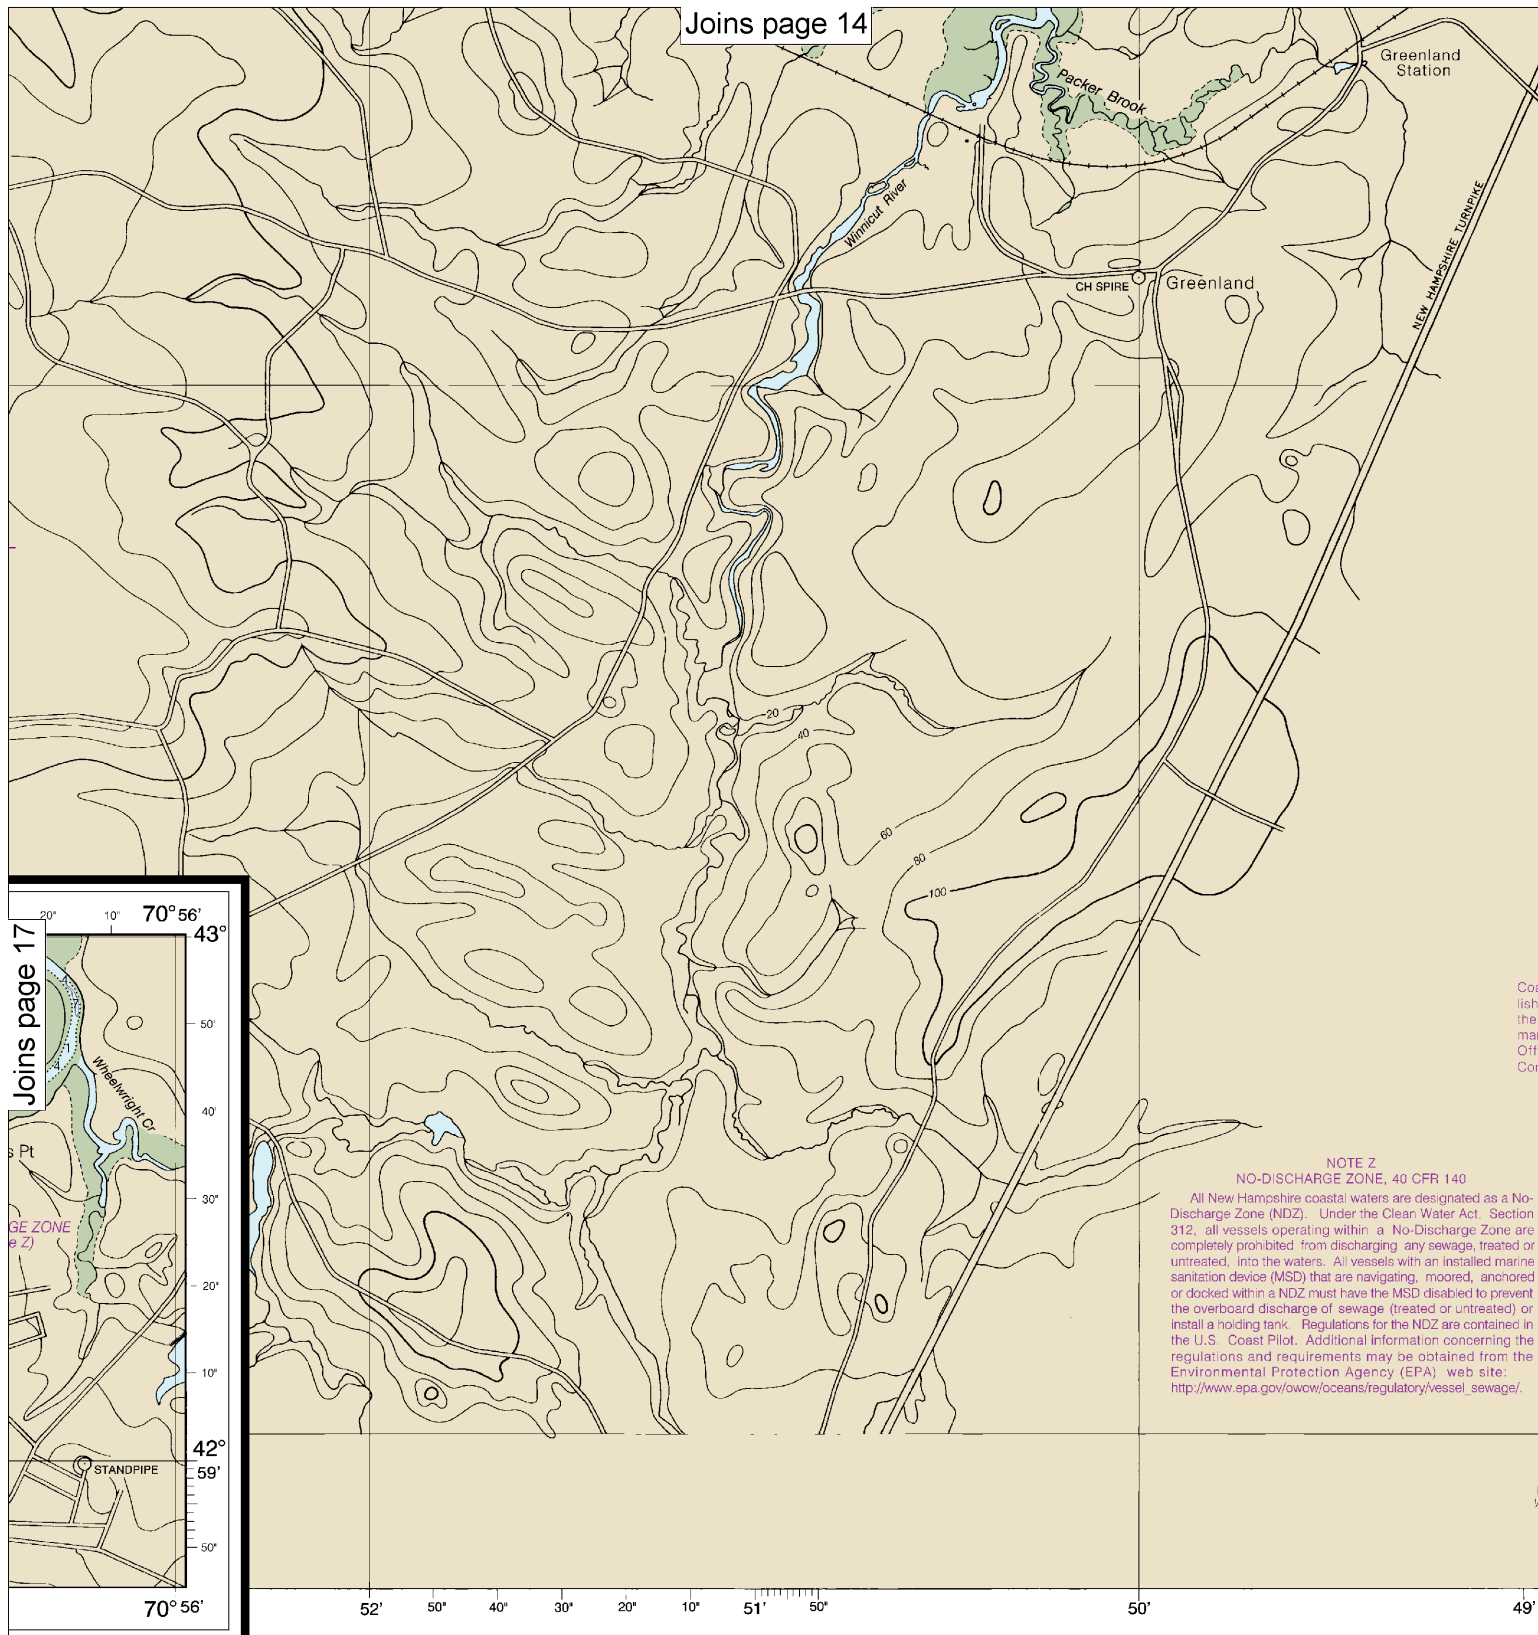 Joins page 14
Greenland
Station
Packer Brook
Winnicut River
NEW HAMPSHIRE TURNPIKE
CH SPIRE
Greenland
20
40
60
80
100
20" 10" 70° 56'
43°
Joins page 17
50'
Wheelwright Cr
40'
s Pt
30"
GE ZONE
e Z)
20"
10"
42°
59'
STANDPIPE
50"
70° 56'
Coa
lish
the
mar
Off
Cor
NOTE Z
NO-DISCHARGE ZONE, 40 CFR 140
All New Hampshire coastal waters are designated as a No-
Discharge Zone (NDZ). Under the Clean Water Act, Section
312, all vessels operating within a No-Discharge Zone are
completely prohibited from discharging any sewage, treated or
untreated, into the waters. All vessels with an installed marine
sanitation device (MSD) that are navigating, moored, anchored
or docked within a NDZ must have the MSD disabled to prevent
the overboard discharge of sewage (treated or untreated) or
install a holding tank. Regulations for the NDZ are contained in
the U.S. Coast Pilot. Additional information concerning the
regulations and requirements may be obtained from the
Environmental Protection Agency (EPA) web site:
http://www.epa.gov/owow/oceans/regulatory/vessel_sewage/.
52' 50" 40" 30" 20" 10" 51' 50" 50' 49'